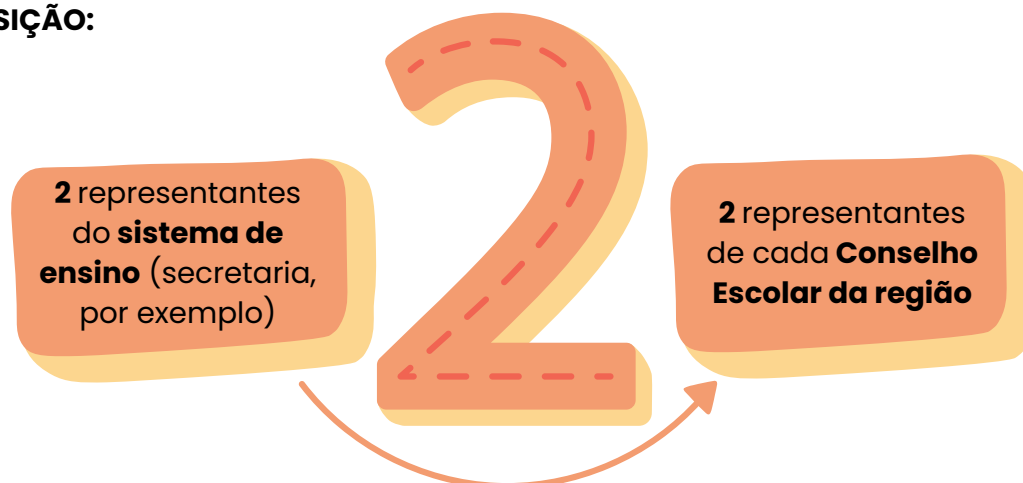 SIÇÃO:
2
2 representantes
do sistema de
ensino (secretaria,
por exemplo)
2 representantes
de cada Conselho
Escolar da região